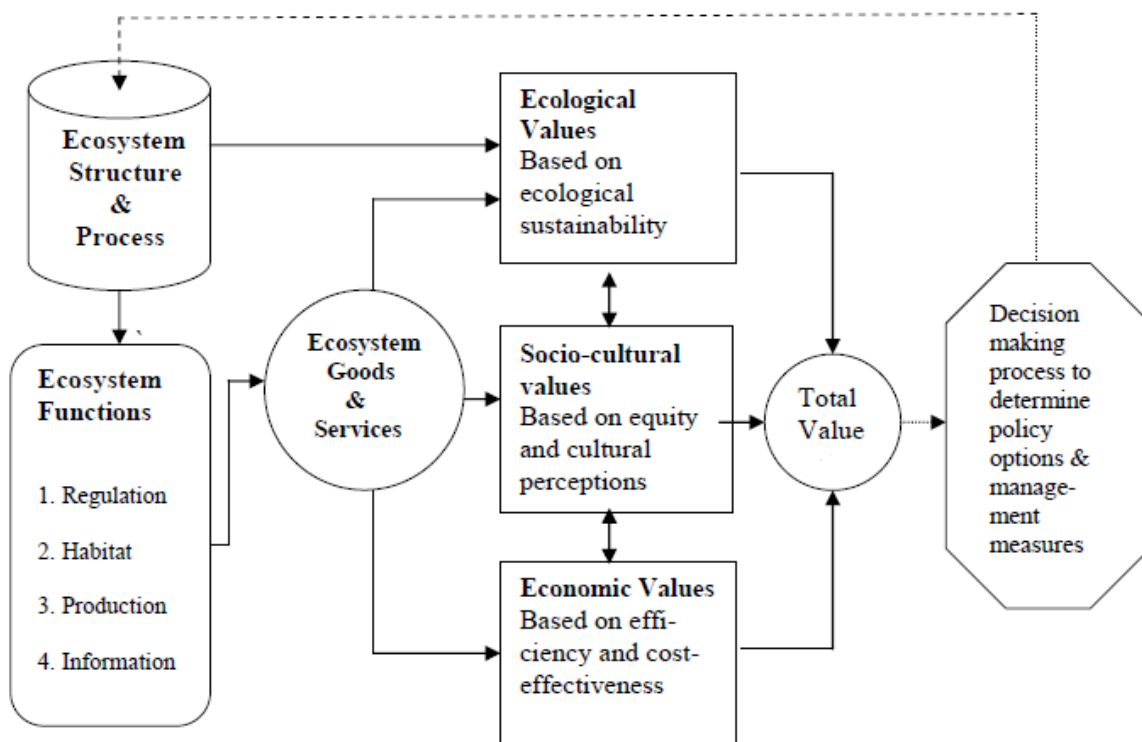 Ecosystem
Structure
&
Process
Ecosystem
Functions
1. Regulation
2. Habitat
3. Production
4. Information
Ecosystem
Goods
&
Services
Ecological
Values
Based on
ecological
sustainability
Socio-cultural
values
Based on equity
and cultural
perceptions
Economic Values
Based on effi-
ciency and cost-
effectiveness
Total
Value
Decision
making
process to
determine
policy
options &
manage-
ment
measures